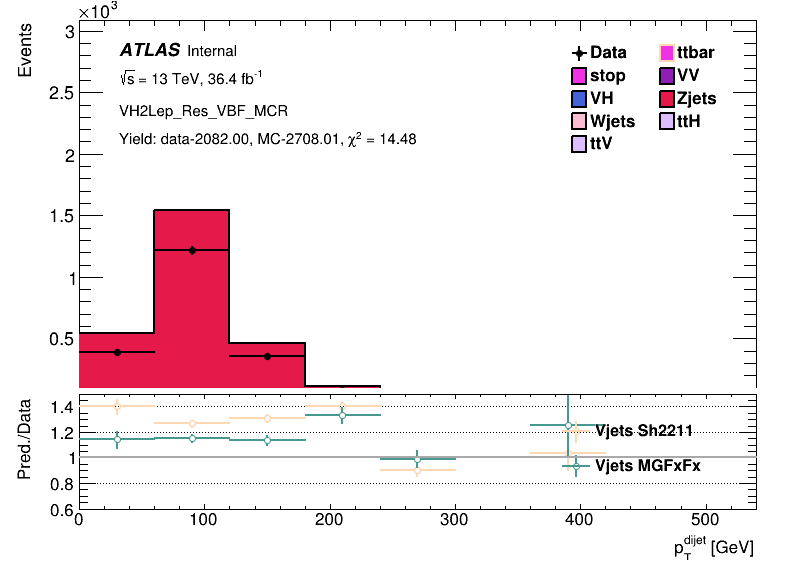 ×10³
Events
3
2.5
2
1.5
1
0.5
ATLAS Internal
√s = 13 TeV, 36.4 fb⁻¹
VH2Lep_Res_VBF_MCR
Yield: data-2082.00, MC-2708.01, χ² = 14.48
Data
ttbar
stop
VV
VH
Zjets
Wjets
ttH
ttV
Pred./Data
1.4
1.2
1
0.8
0.6
Vjets Sh2211
Vjets MGFxFx
0 100 200 300 400 500
p_T^dijet [GeV]